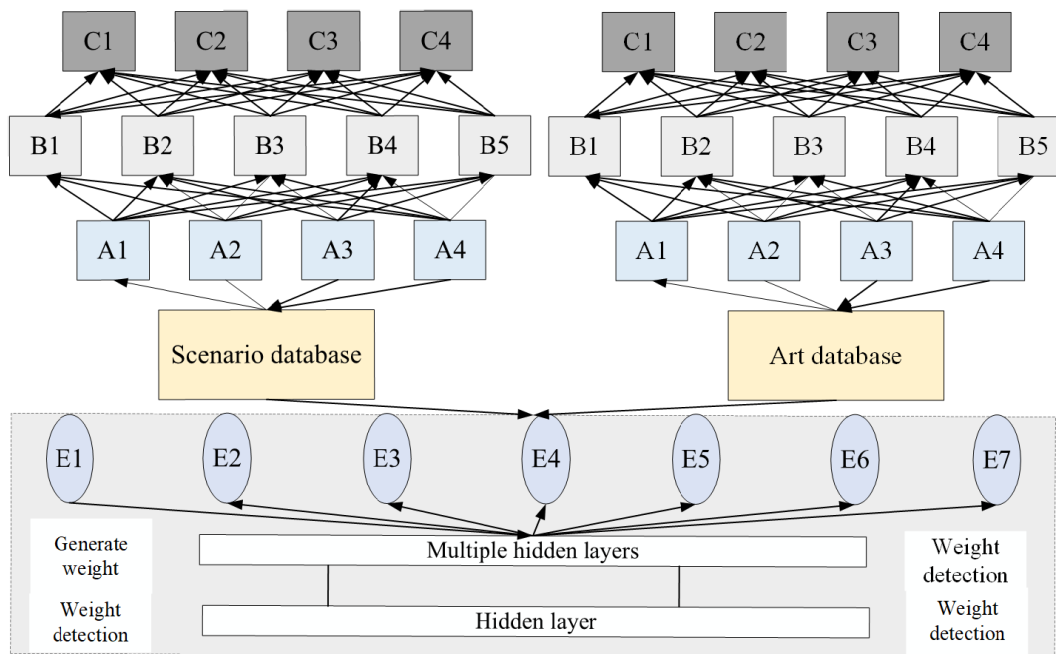 C1 C2 C3 C4 C1 C2 C3 C4
B1 B2 B3 B4 B5 B1 B2 B3 B4 B5
A1 A2 A3 A4 A1 A2 A3 A4
Scenario database Art database
E1 E2 E3 E4 E5 E6 E7
Generate
weight
Multiple hidden layers
Weight
detection
Weight
detection
Hidden layer
Weight
detection